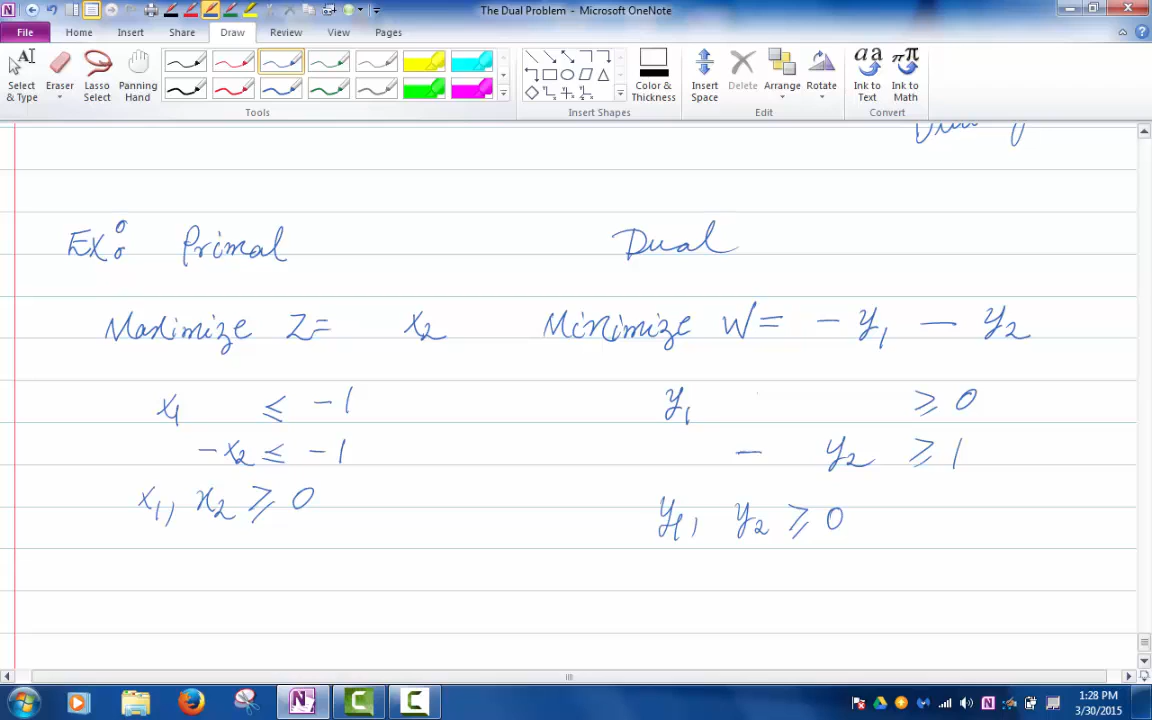 The Dual Problem - Microsoft OneNote
File Home Insert Share Draw Review View Pages
Select & Type
Eraser
Lasso Select
Panning Hand
Color & Thickness
Insert Space
Delete
Arrange
Rotate
Ink to Text
Ink to Math
Tools Insert Shapes Edit Convert
Ex: Primal Dual
Maximize Z= x2 Minimize W= - y1 - y2
x1 ≤ -1 y1 ≥ 0
-x2 ≤ -1 - y2 ≥ 1
x1, x2 ≥ 0 y1, y2 ≥ 0
1:28 PM
3/30/2015